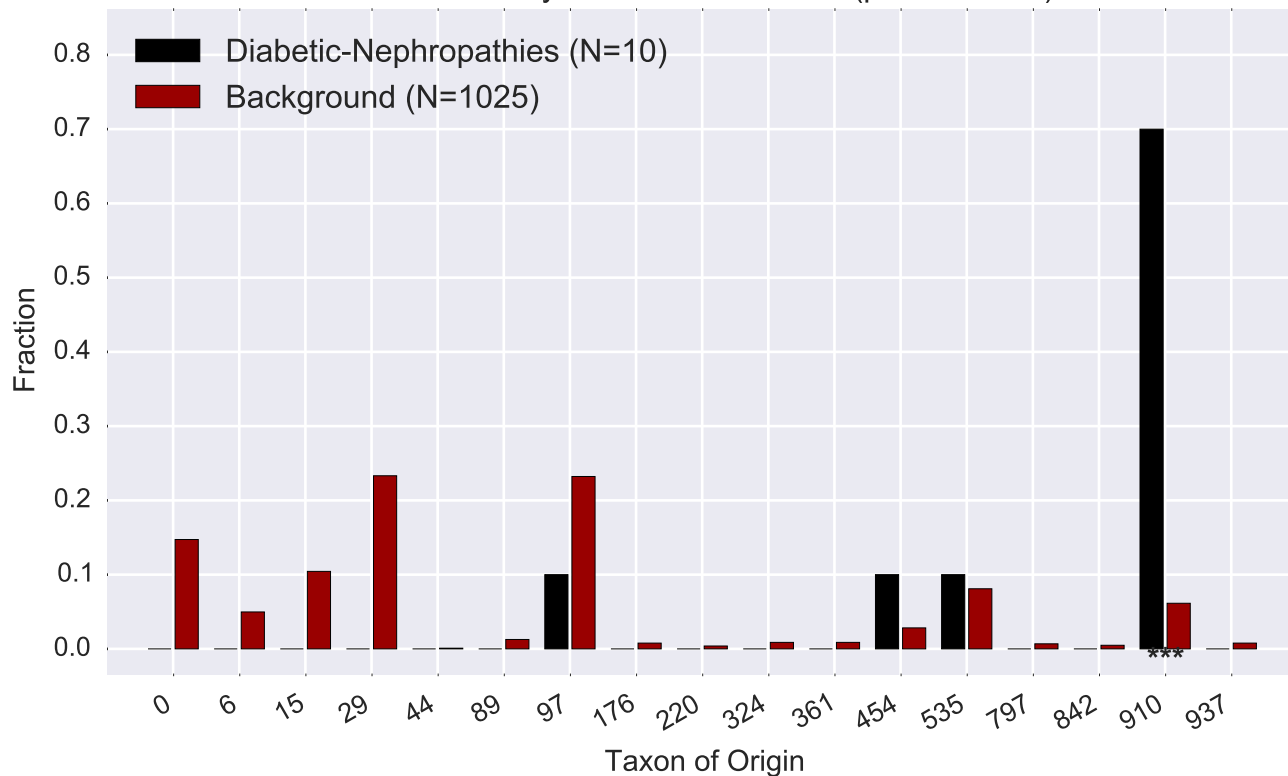 0.8
0.7
0.6
0.5
0.4
0.3
0.2
0.1
0.0
Fraction
Diabetic-Nephropathies (N=10)
Background (N=1025)
***
0 6 15 29 44 89 97 176 220 324 361 454 535 797 842 910 937
Taxon of Origin